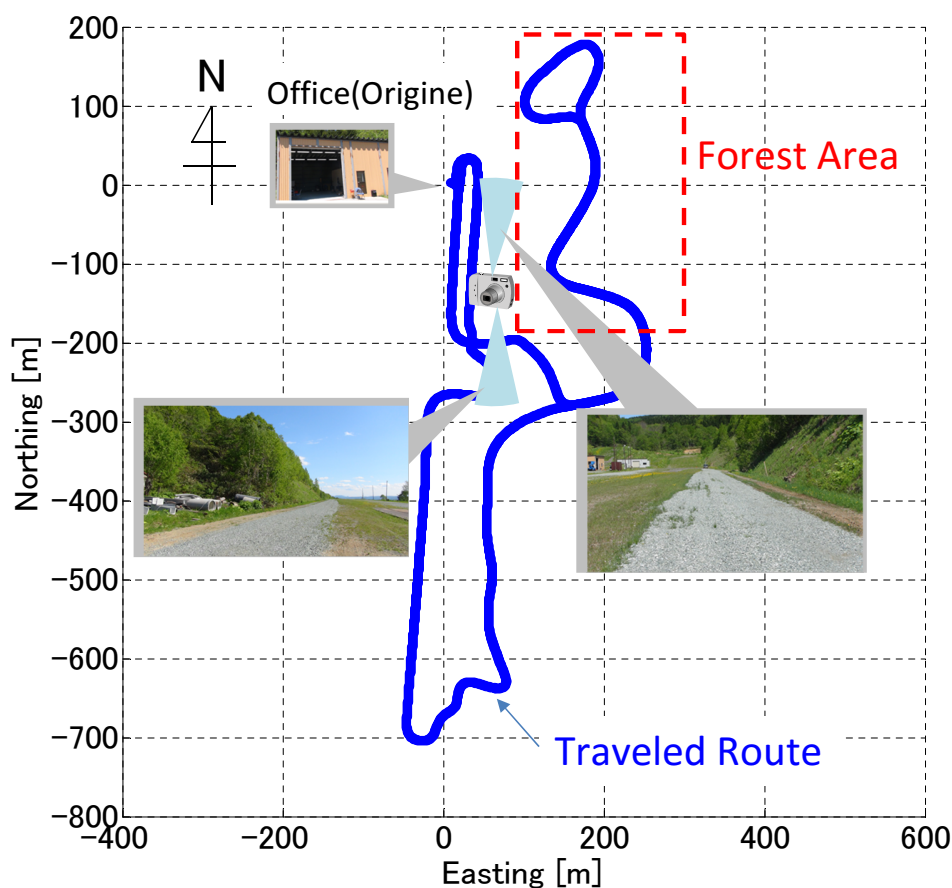 200
N
Office(Origine)
100
Forest Area
0
−100
−200
−300
−400
−500
−600
−700
−800
Northing [m]
Traveled Route
−400
−200
0
200
400
600
Easting [m]